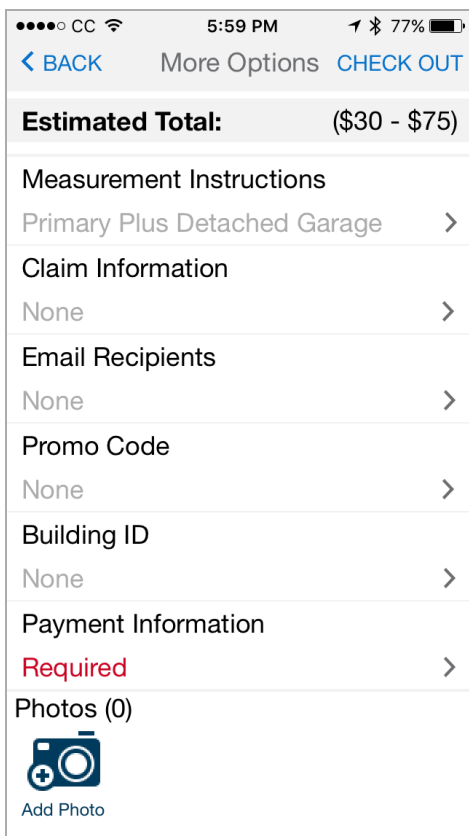 CC 5:59 PM 77%
BACK More Options CHECK OUT
Estimated Total: ($30 - $75)
Measurement Instructions
Primary Plus Detached Garage
Claim Information
None
Email Recipients
None
Promo Code
None
Building ID
None
Payment Information
Required
Photos (0)
Add Photo